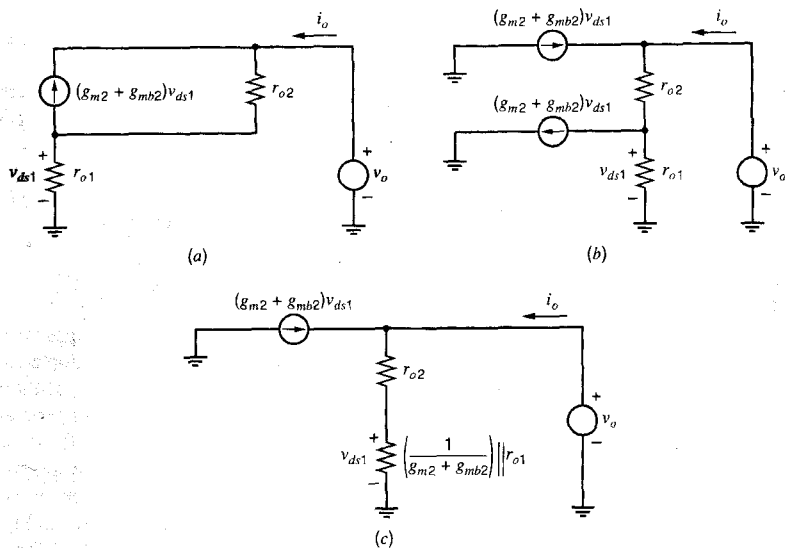 i_o
(g_m2 + g_mb2)v_ds1
r_o2
+
v_ds1
r_o1
−
+
v_o
−
(a)
(g_m2 + g_mb2)v_ds1
i_o
r_o2
(g_m2 + g_mb2)v_ds1
+
v_ds1
r_o1
−
+
v_o
−
(b)
(g_m2 + g_mb2)v_ds1
i_o
r_o2
+
v_ds1
−
(1 / (g_m2 + g_mb2)) || r_o1
+
v_o
−
(c)